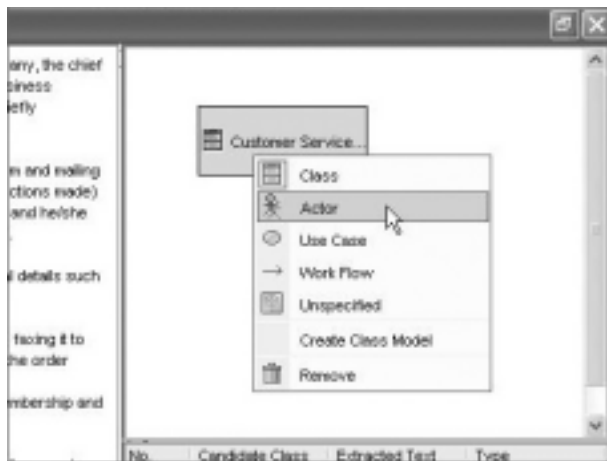 any, the chief
siness
iefly
m and mailing
ctions made)
and he/she
l details such
faxing it to
the order
mbership and
Customer Service...
Class
Actor
Use Case
Work Flow
Unspecified
Create Class Model
Remove
No. Candidate Class Extracted Text Type